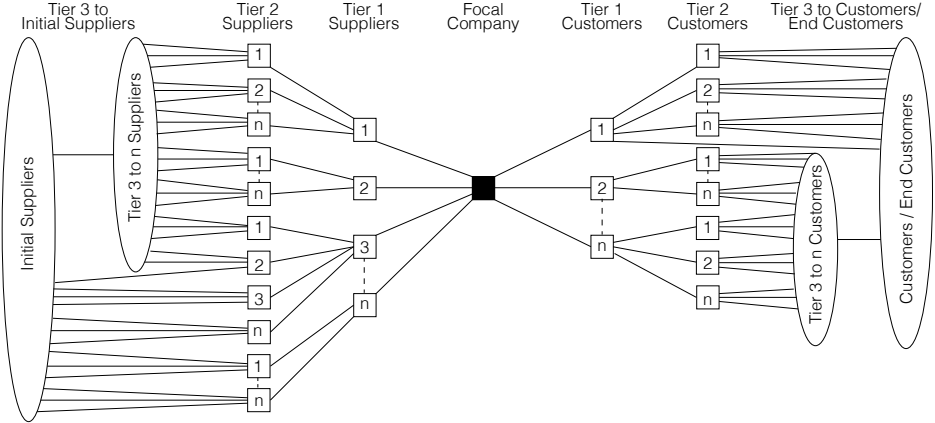 Tier 3 to
Initial Suppliers
Tier 2
Suppliers
Tier 1
Suppliers
Focal
Company
Tier 1
Customers
Tier 2
Customers
Tier 3 to Customers/
End Customers
Initial Suppliers
Tier 3 to n Suppliers
1
2
n
1
n
1
2
3
n
1
n
1
2
3
n
1
2
n
1
2
n
1
n
1
2
n
Tier 3 to n Customers
Customers / End Customers